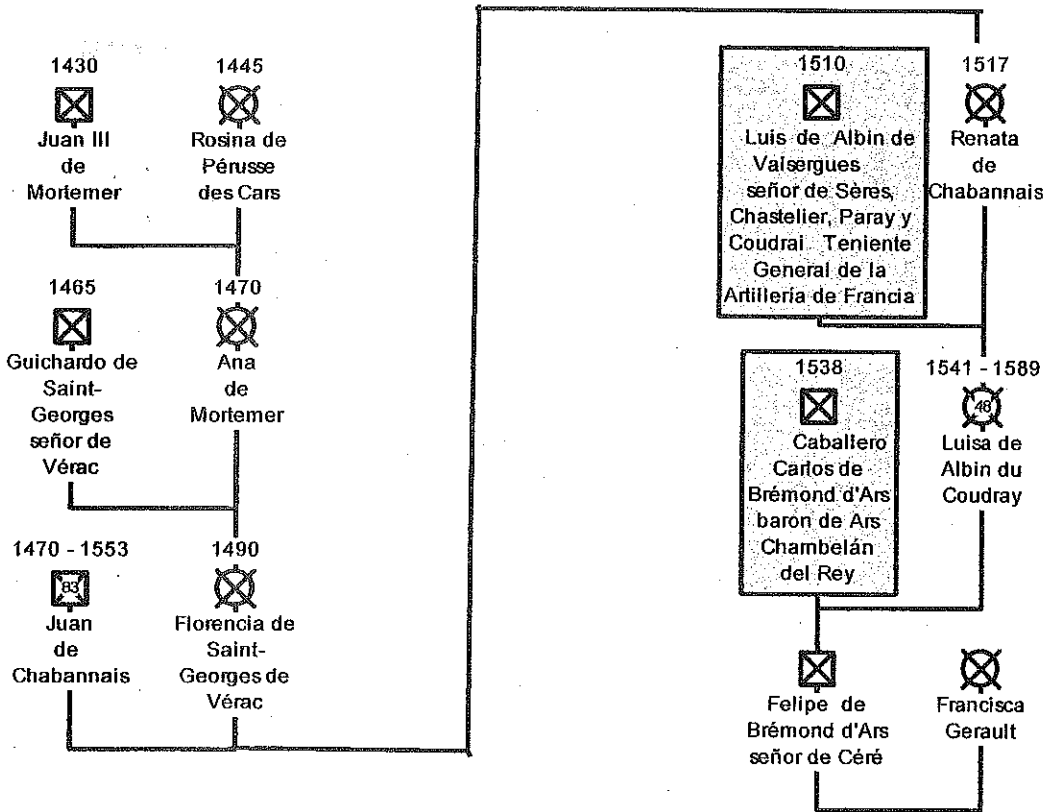 1430
Juan III
de
Mortemer
1445
Rosina de
Pérusse
des Cars
1465
Guichardo de
Saint-
Georges
señor de
Vérac
1470
Ana
de
Mortemer
1470 - 1553
83
Juan
de
Chabannais
1490
Florencia de
Saint-
Georges de
Vérac
1510
Luis de Albin de
Valsergues
señor de Sères,
Chastelier, Paray y
Coudrai Teniente
General de la
Artillería de Francia
1517
Renata
de
Chabannais
1538
Caballero
Carlos de
Brémond d'Ars
baron de Ars
Chambelán
del Rey
1541 - 1589
48
Luisa de
Albin du
Coudray
Felipe de
Brémond d'Ars
señor de Céré
Francisca
Gerault